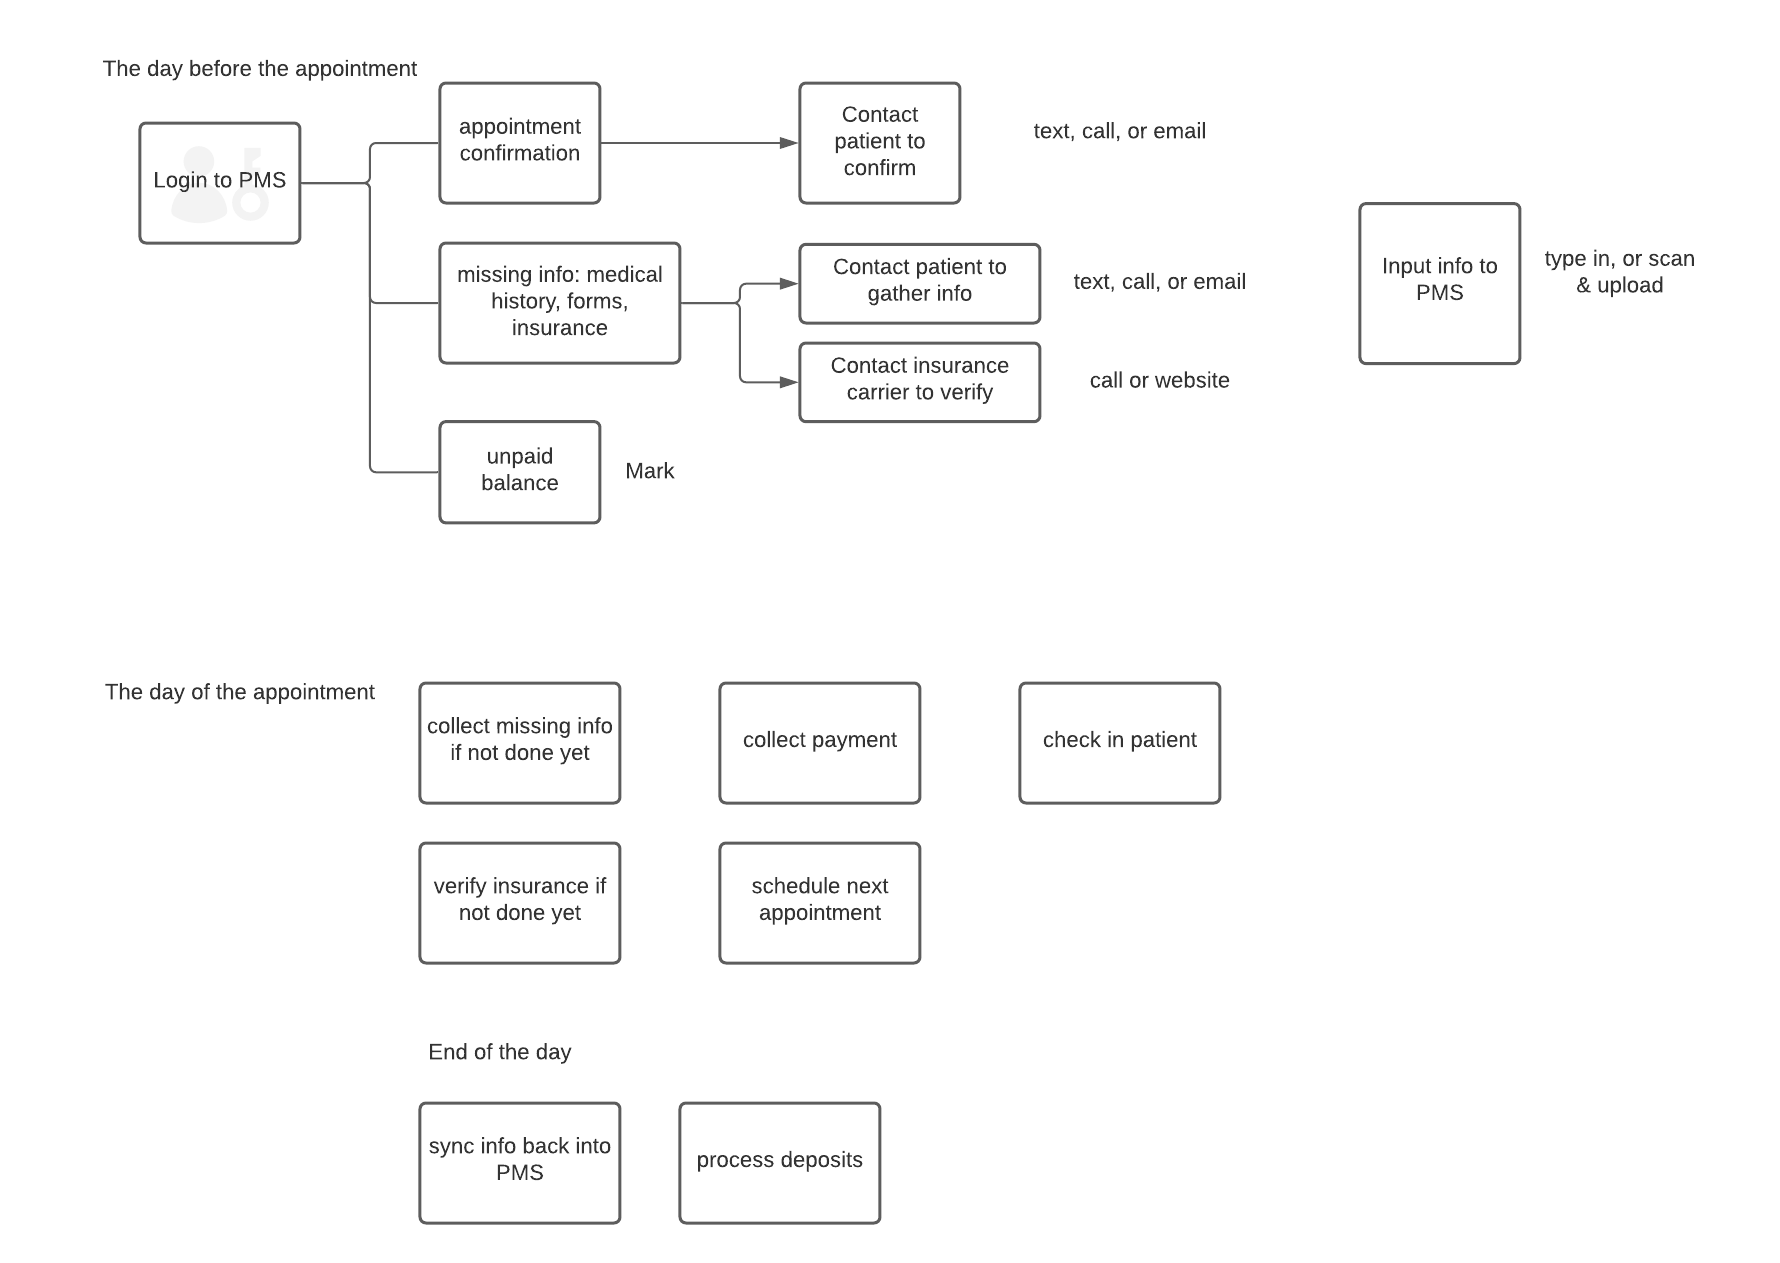 The day before the appointment
Login to PMS
appointment
confirmation
Contact
patient to
confirm
text, call, or email
missing info: medical
history, forms,
insurance
Contact patient to
gather info
text, call, or email
Contact insurance
carrier to verify
call or website
Input info to
PMS
type in, or scan
& upload
unpaid
balance
Mark
The day of the appointment
collect missing info
if not done yet
collect payment
check in patient
verify insurance if
not done yet
schedule next
appointment
End of the day
sync info back into
PMS
process deposits